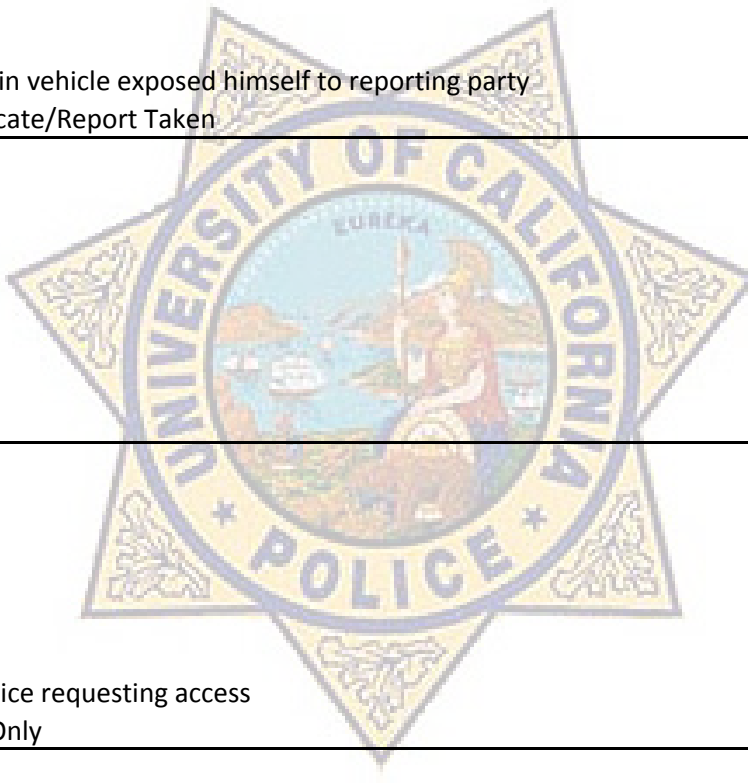 in vehicle exposed himself to reporting party
cate/Report Taken
UNIVERSITY OF CALIFORNIA
EUREKA
POLICE
ice requesting access
Only